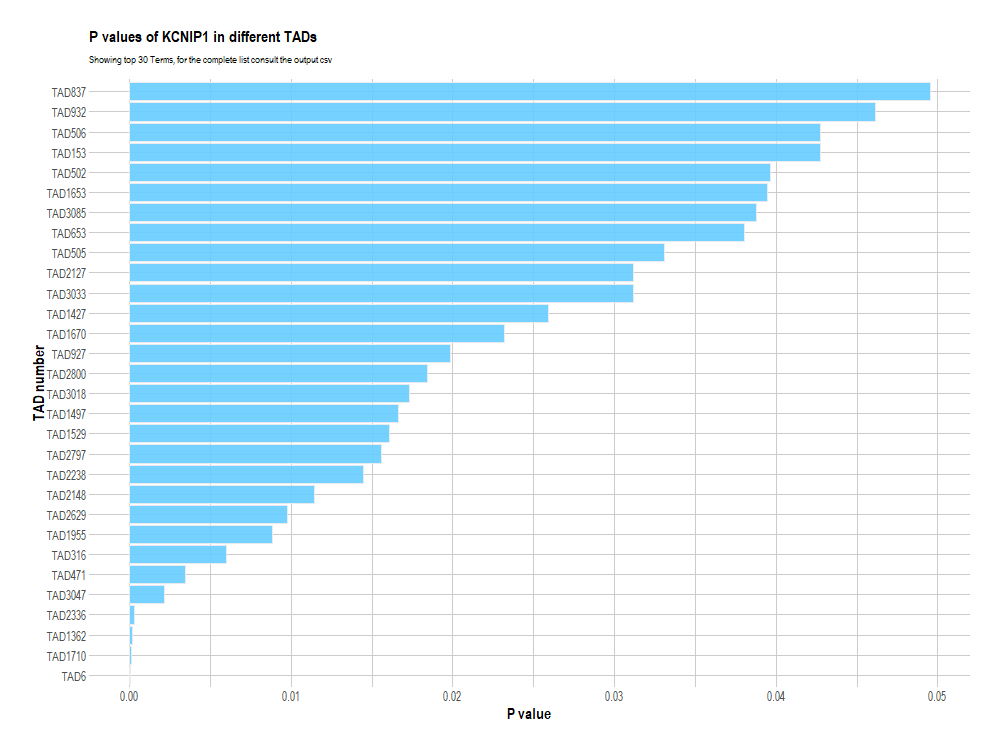 P values of KCNIP1 in different TADs
Showing top 30 Terms, for the complete list consult the output csv
TAD number
TAD837
TAD932
TAD506
TAD153
TAD502
TAD1653
TAD3085
TAD653
TAD505
TAD2127
TAD3033
TAD1427
TAD1670
TAD927
TAD2800
TAD3018
TAD1497
TAD1529
TAD2797
TAD2238
TAD2148
TAD2629
TAD1955
TAD316
TAD471
TAD3047
TAD2336
TAD1362
TAD1710
TAD6
0.00 0.01 0.02 0.03 0.04 0.05
P value